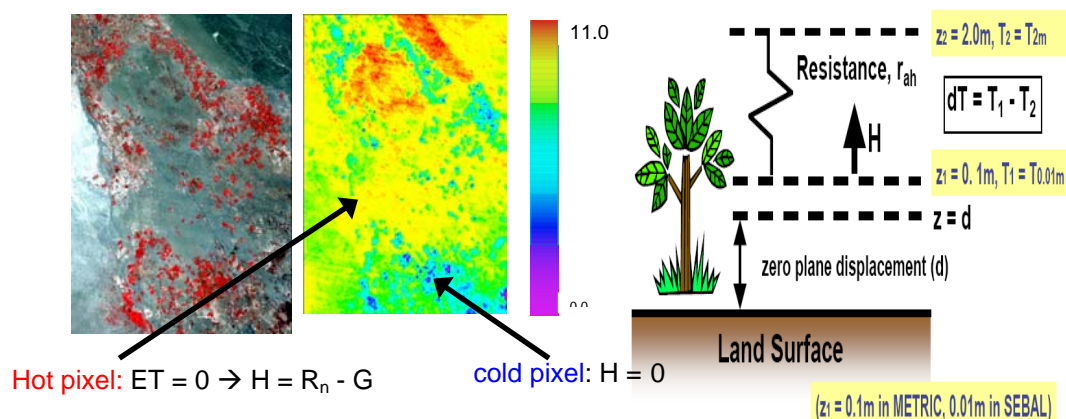 11.0
0.0
Hot pixel: ET = 0 → H = Rn - G
cold pixel: H = 0
z2 = 2.0m, T2 = T2m
Resistance, rah
dT = T1 - T2
H
z1 = 0. 1m, T1 = T0.01m
z = d
zero plane displacement (d)
Land Surface
(z1 = 0.1m in METRIC, 0.01m in SEBAL)